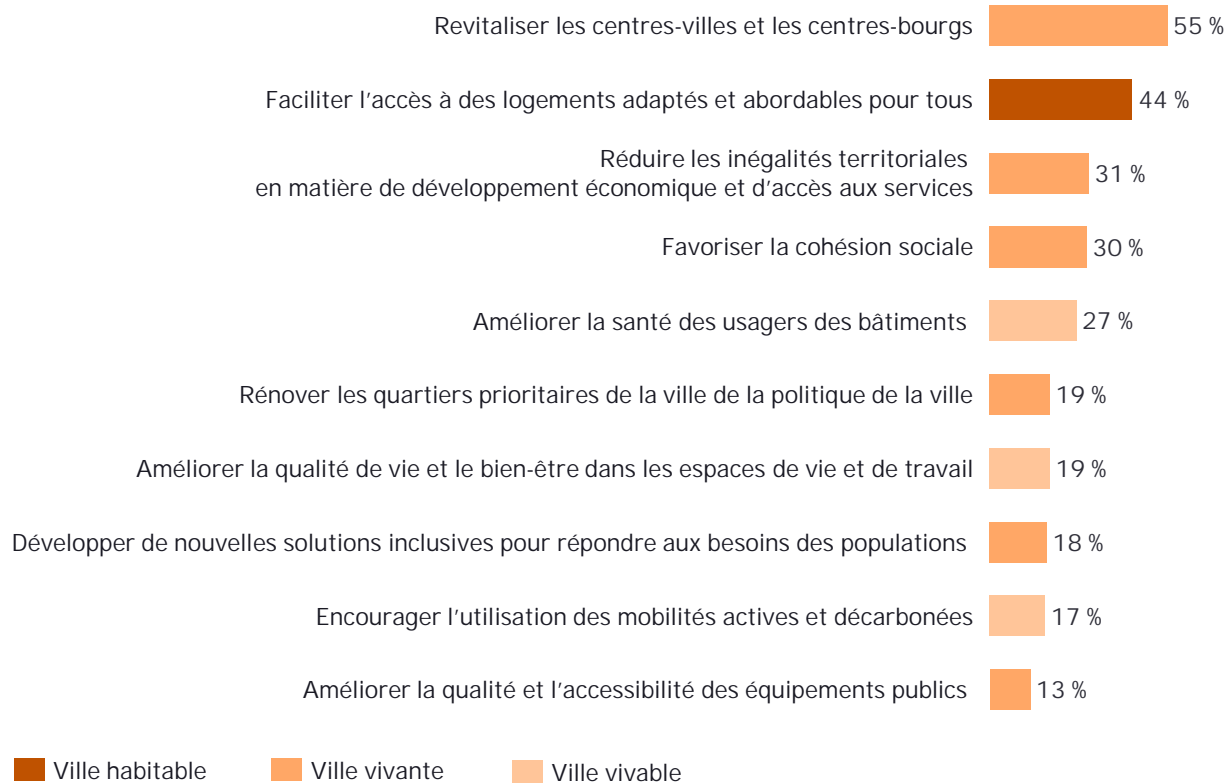 Revitaliser les centres-villes et les centres-bourgs 55 %
Faciliter l'accès à des logements adaptés et abordables pour tous 44 %
Réduire les inégalités territoriales
en matière de développement économique et d'accès aux services 31 %
Favoriser la cohésion sociale 30 %
Améliorer la santé des usagers des bâtiments 27 %
Rénover les quartiers prioritaires de la ville de la politique de la ville 19 %
Améliorer la qualité de vie et le bien-être dans les espaces de vie et de travail 19 %
Développer de nouvelles solutions inclusives pour répondre aux besoins des populations 18 %
Encourager l'utilisation des mobilités actives et décarbonées 17 %
Améliorer la qualité et l'accessibilité des équipements publics 13 %
Ville habitable Ville vivante Ville vivable